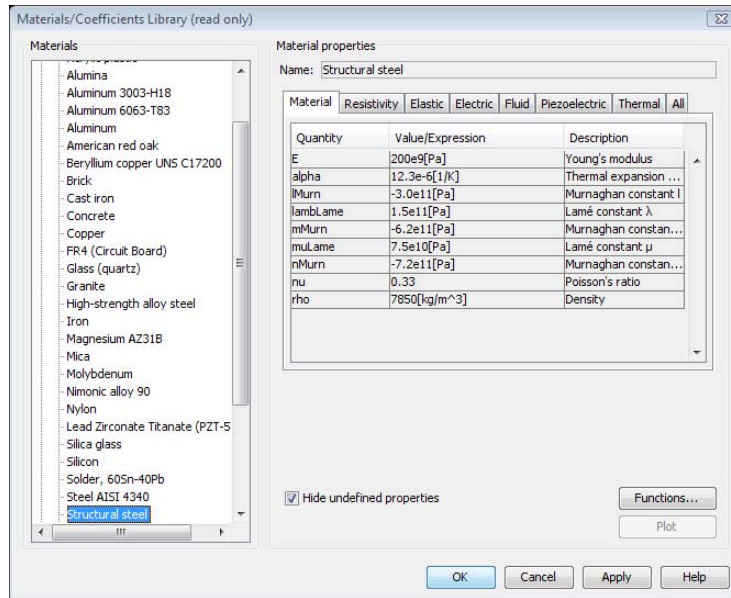 Materials/Coefficients Library (read only)
Materials
Alumina
Aluminum 3003-H18
Aluminum 6063-T83
Aluminum
American red oak
Beryllium copper UNS C17200
Brick
Cast iron
Concrete
Copper
FR4 (Circuit Board)
Glass (quartz)
Granite
High-strength alloy steel
Iron
Magnesium AZ31B
Mica
Molybdenum
Nimonic alloy 90
Nylon
Lead Zirconate Titanate (PZT-5
Silica glass
Silicon
Solder, 60Sn-40Pb
Steel AISI 4340
Structural steel
Material properties
Name: Structural steel
Material Resistivity Elastic Electric Fluid Piezoelectric Thermal All
Quantity Value/Expression Description
E 200e9[Pa] Young's modulus
alpha 12.3e-6[1/K] Thermal expansion ...
lMurn -3.0e11[Pa] Murnaghan constant l
lambLame 1.5e11[Pa] Lamé constant λ
mMurn -6.2e11[Pa] Murnaghan constan...
muLame 7.5e10[Pa] Lamé constant μ
nMurn -7.2e11[Pa] Murnaghan constan...
nu 0.33 Poisson's ratio
rho 7850[kg/m^3] Density
Hide undefined properties
Functions...
Plot
OK Cancel Apply Help